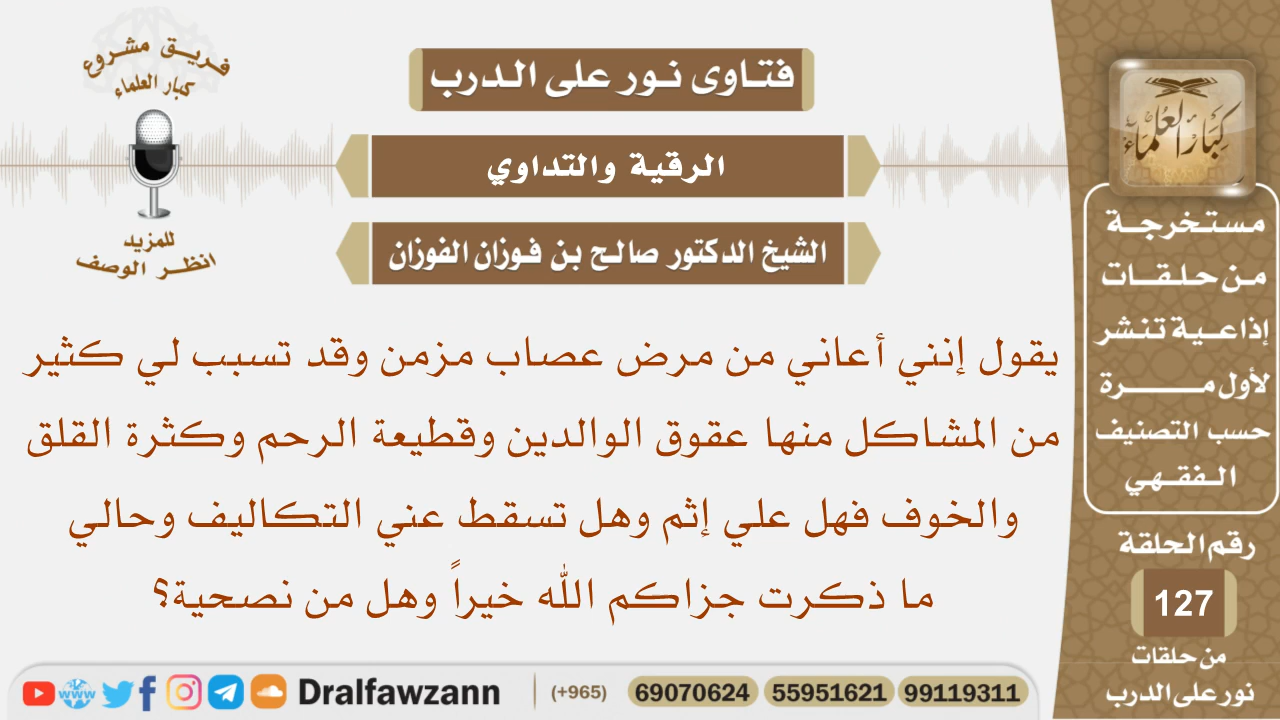 فريق مشروع
كبار العلماء
للمزيد
انظر الوصف
فتاوى نور على الدرب
الرقية والتداوي
الشيخ الدكتور صالح بن فوزان الفوزان
يقول إنني أعاني من مرض عصاب مزمن وقد تسبب لي كثير
من المشاكل منها عقوق الوالدين وقطيعة الرحم وكثرة القلق
والخوف فهل علي إثم وهل تسقط عني التكاليف وحالي
ما ذكرت جزاكم الله خيراً وهل من نصحية؟
كبار العلماء
مستخرجة
من حلقات
إذاعية تنشر
لأول مرة
حسب التصنيف
الفقهي
رقم الحلقة
127
من حلقات
نور على الدرب
Dralfawzann (+965) 69070624 55951621 99119311